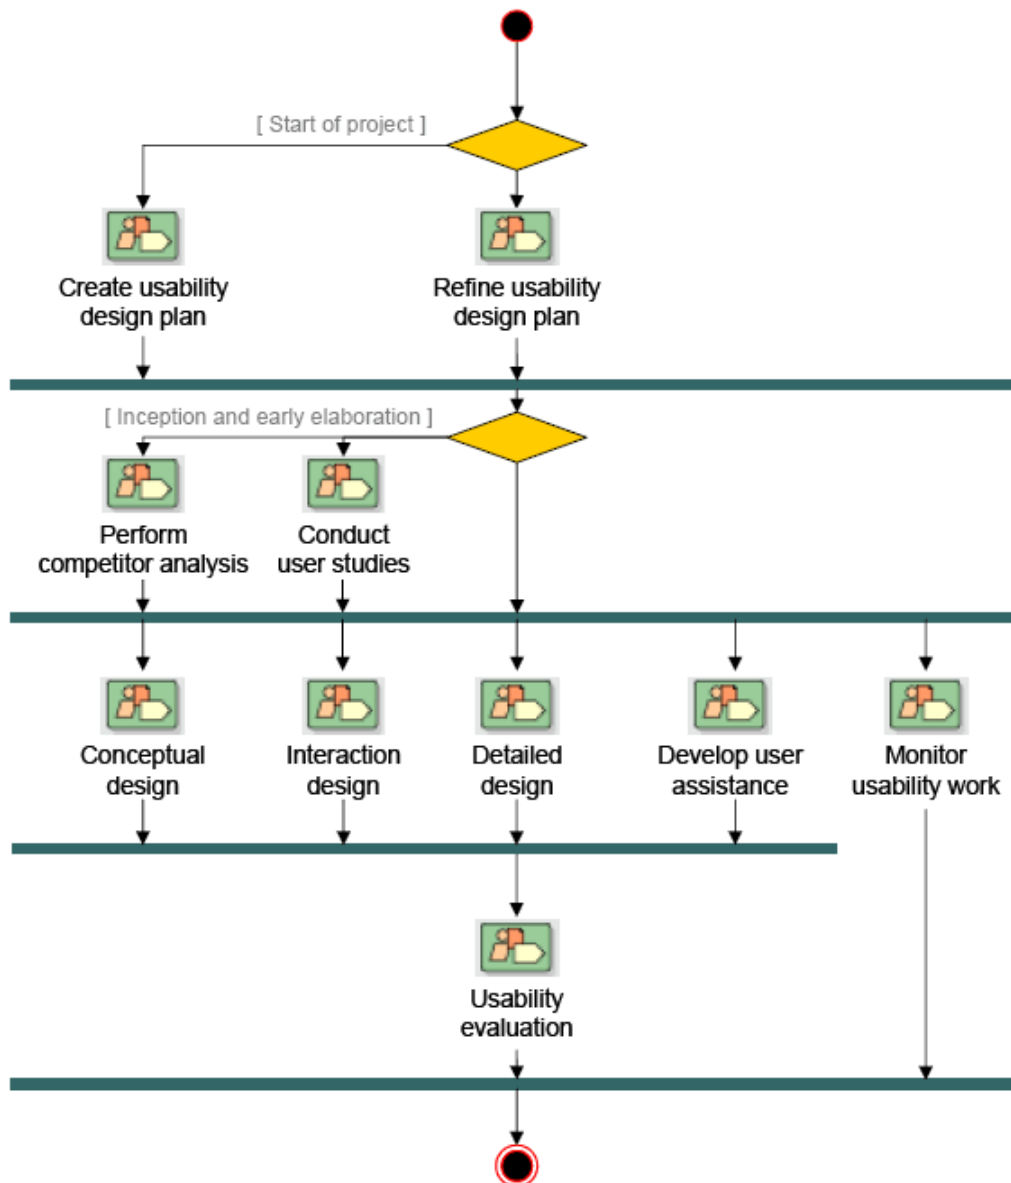 [ Start of project ]
Create usability
design plan
Refine usability
design plan
[ Inception and early elaboration ]
Perform
competitor analysis
Conduct
user studies
Conceptual
design
Interaction
design
Detailed
design
Develop user
assistance
Monitor
usability work
Usability
evaluation